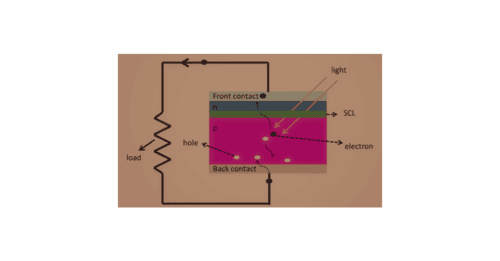 light
Front contact
n
SCL
p
hole
electron
load
Back contact